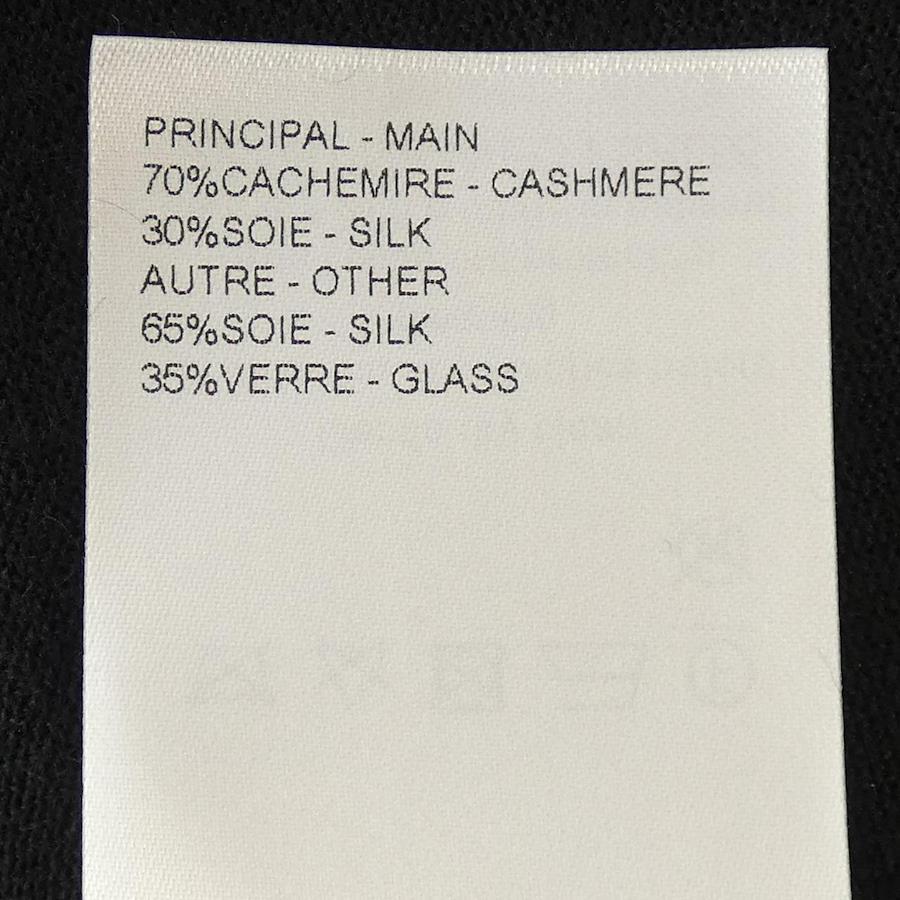 PRINCIPAL - MAIN
70%CACHEMIRE - CASHMERE
30%SOIE - SILK
AUTRE - OTHER
65%SOIE - SILK
35%VERRE - GLASS